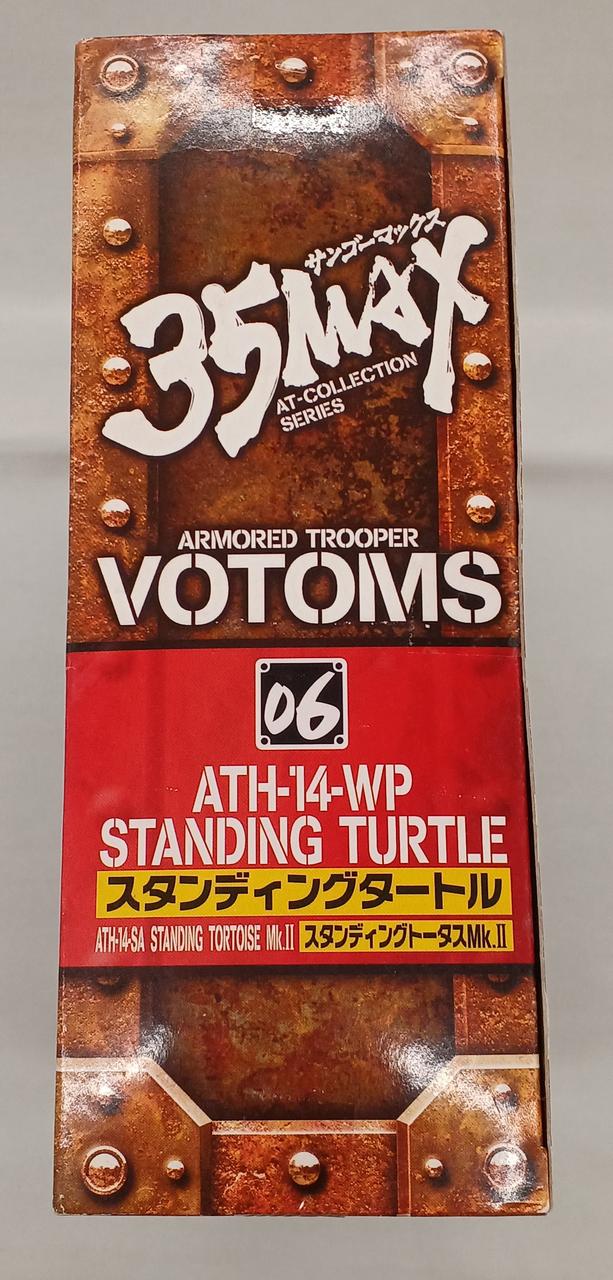 サンゴーマックス
35MAX
AT-COLLECTION
SERIES
ARMORED TROOPER
VOTOMS
06
ATH-14-WP
STANDING TURTLE
スタンディングタートル
ATH-14-SA STANDING TORTOISE Mk.II スタンディングトータスMk.II